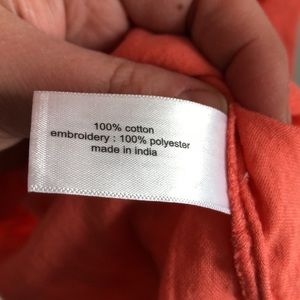 100% cotton
embroidery : 100% polyester
made in india